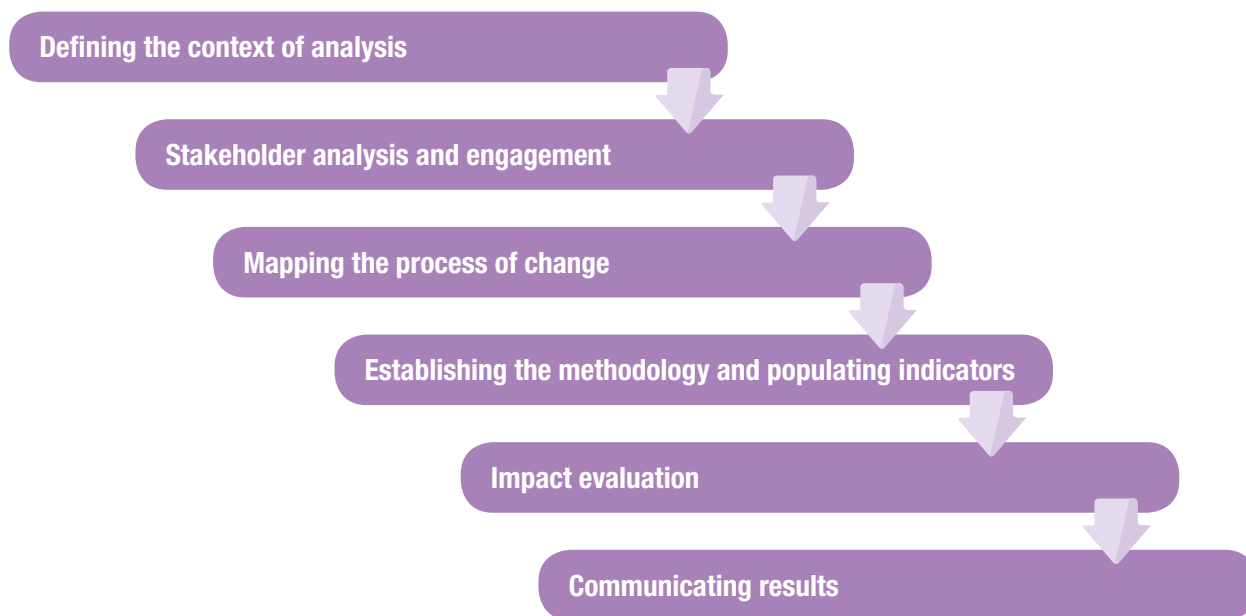 Defining the context of analysis
Stakeholder analysis and engagement
Mapping the process of change
Establishing the methodology and populating indicators
Impact evaluation
Communicating results